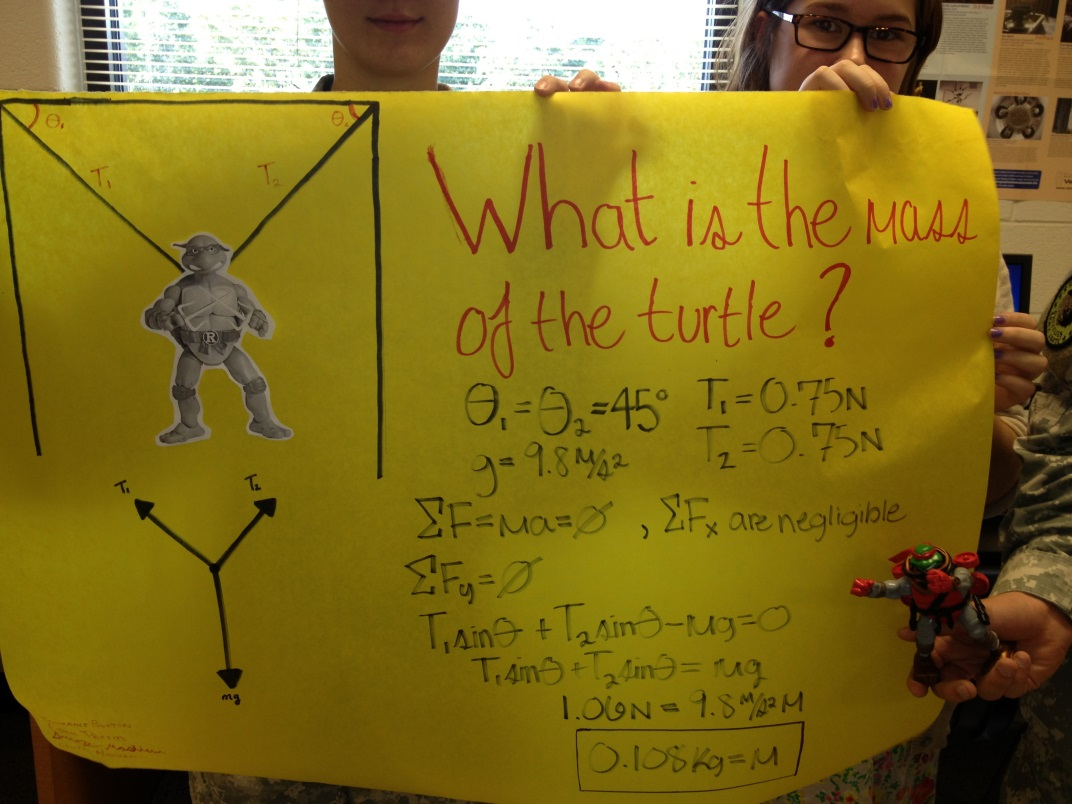 θ₁
θ₂
T₁
T₂
R
T₁
T₂
mg
What is the mass
of the turtle?
θ₁=θ₂=45° T₁=0.75N
g=9.8m/s² T₂=0.75N
ΣF=ma=∅ , ΣFₓ are negligible
ΣFy=∅
T₁sinθ+T₂sinθ-mg=0
T₁sinθ+T₂sinθ=mg
1.06N=9.8m/s²m
0.108kg=m